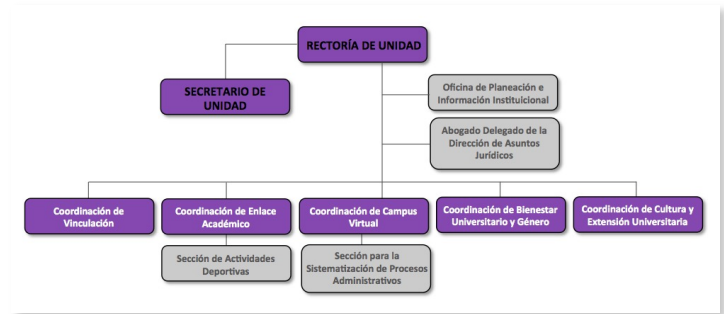 RECTORÍA DE UNIDAD
SECRETARIO DE
UNIDAD
Oficina de Planeación e
Información Instituicional
Abogado Delegado de la
Dirección de Asuntos
Jurídicos
Coordinación de
Vinculación
Coordinación de Enlace
Académico
Coordinación de Campus
Virtual
Coordinación de Bienestar
Universitario y Género
Coordinación de Cultura y
Extensión Universitaria
Sección de Actividades
Deportivas
Sección para la
Sistematización de Procesos
Administrativos